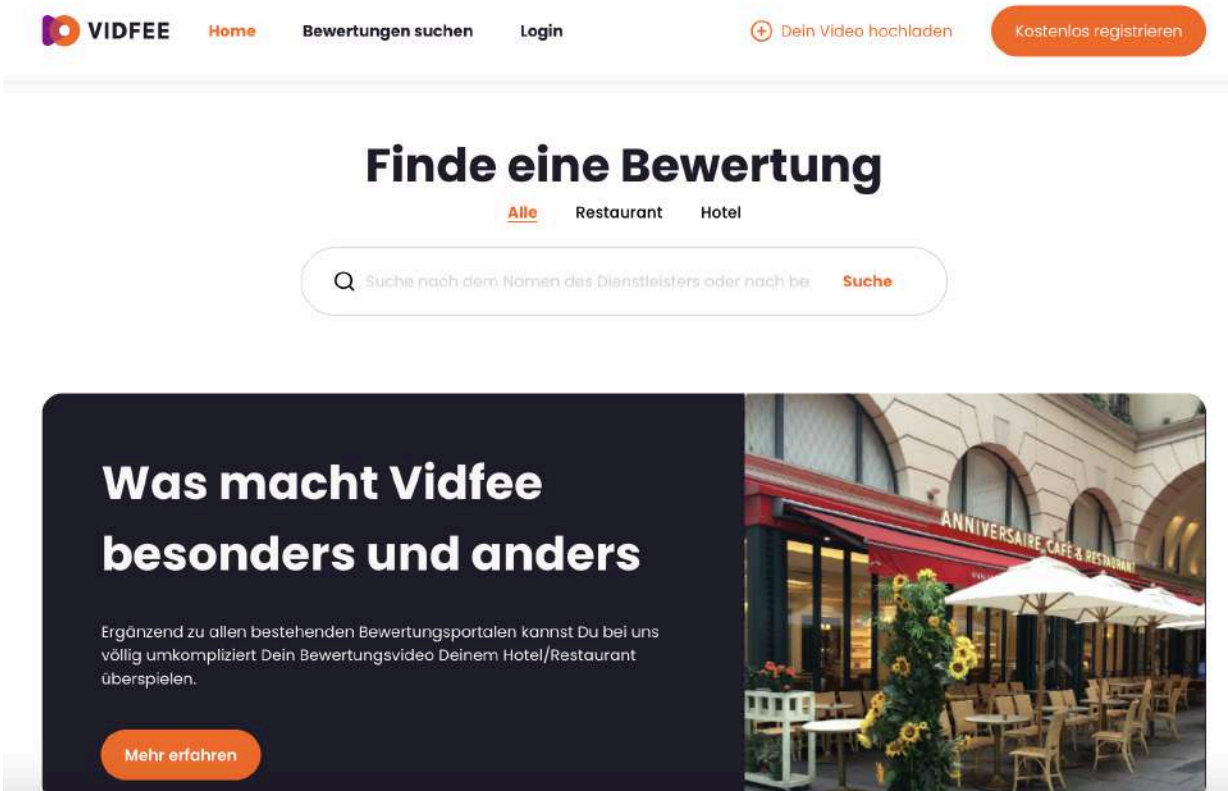 VIDFEE Home Bewertungen suchen Login Dein Video hochladen Kostenlos registrieren
Finde eine Bewertung
Alle Restaurant Hotel
Suche nach dem Namen des Dienstleisters oder nach be Suche
Was macht Vidfee
besonders und anders
Ergänzend zu allen bestehenden Bewertungsportalen kannst Du bei uns
völlig umkompliziert Dein Bewertungsvideo Deinem Hotel/Restaurant
überspielen.
Mehr erfahren
ANNIVERSAIRE CAFÉ & RESTAURANT